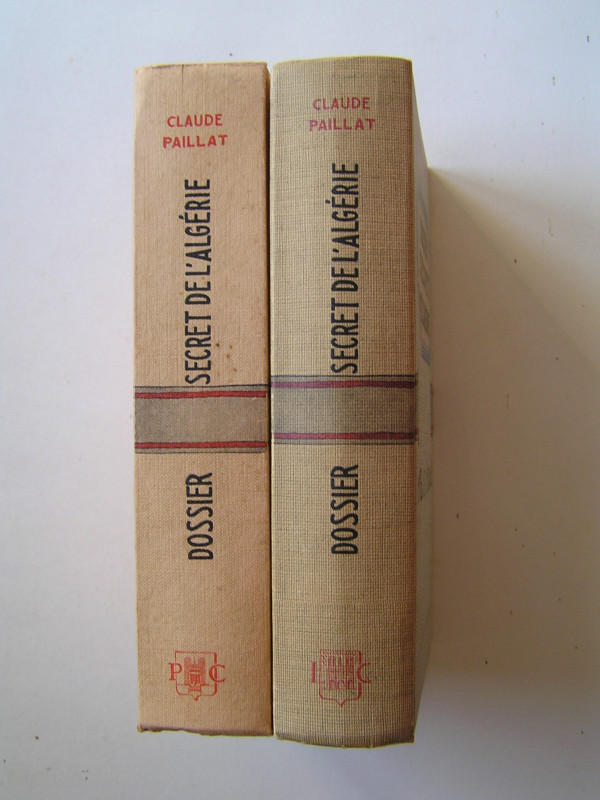 CLAUDE
PAILLAT
DOSSIER SECRET DE L'ALGÉRIE
P C
CLAUDE
PAILLAT
DOSSIER SECRET DE L'ALGÉRIE
C